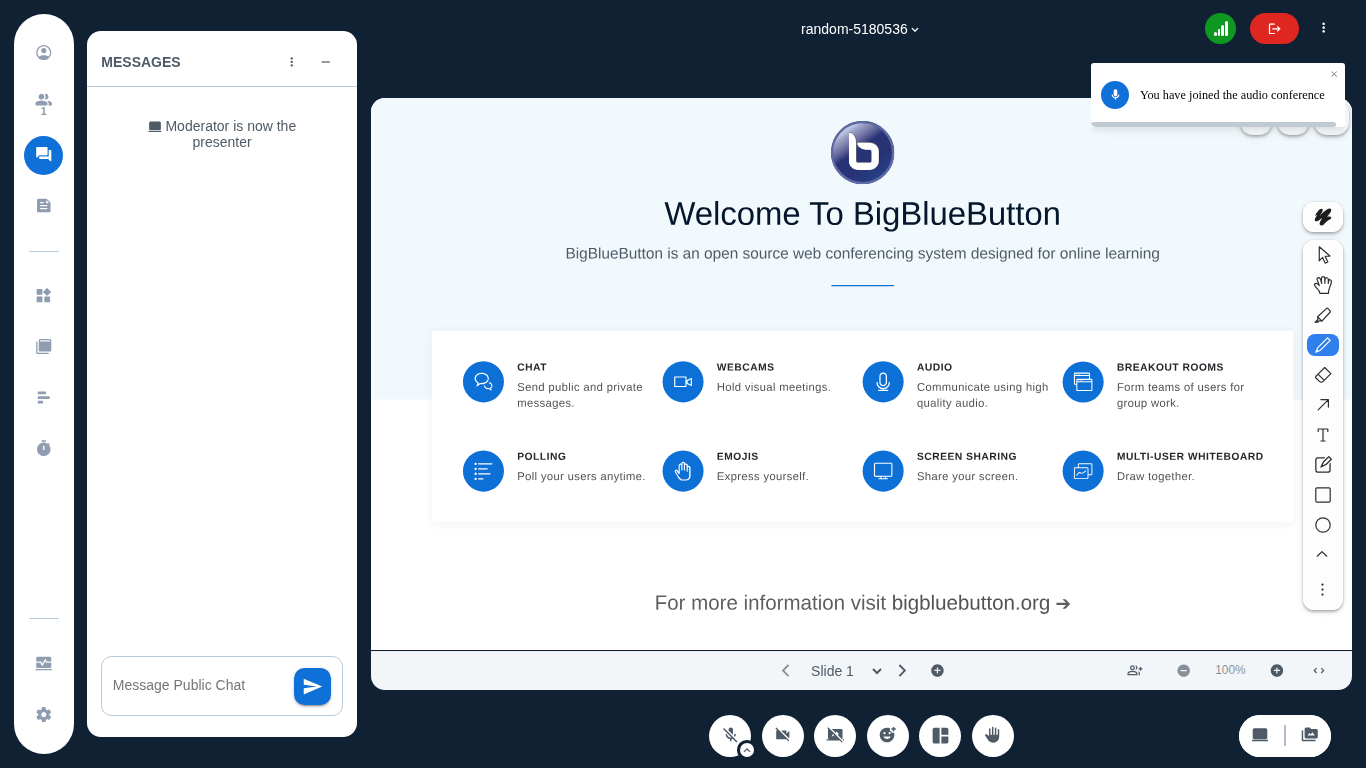 random-5180536
1
MESSAGES
Moderator is now the
presenter
Message Public Chat
You have joined the audio conference
Welcome To BigBlueButton
BigBlueButton is an open source web conferencing system designed for online learning
CHAT
Send public and private
messages.
WEBCAMS
Hold visual meetings.
AUDIO
Communicate using high
quality audio.
BREAKOUT ROOMS
Form teams of users for
group work.
POLLING
Poll your users anytime.
EMOJIS
Express yourself.
SCREEN SHARING
Share your screen.
MULTI-USER WHITEBOARD
Draw together.
For more information visit bigbluebutton.org ➔
Slide 1
100%